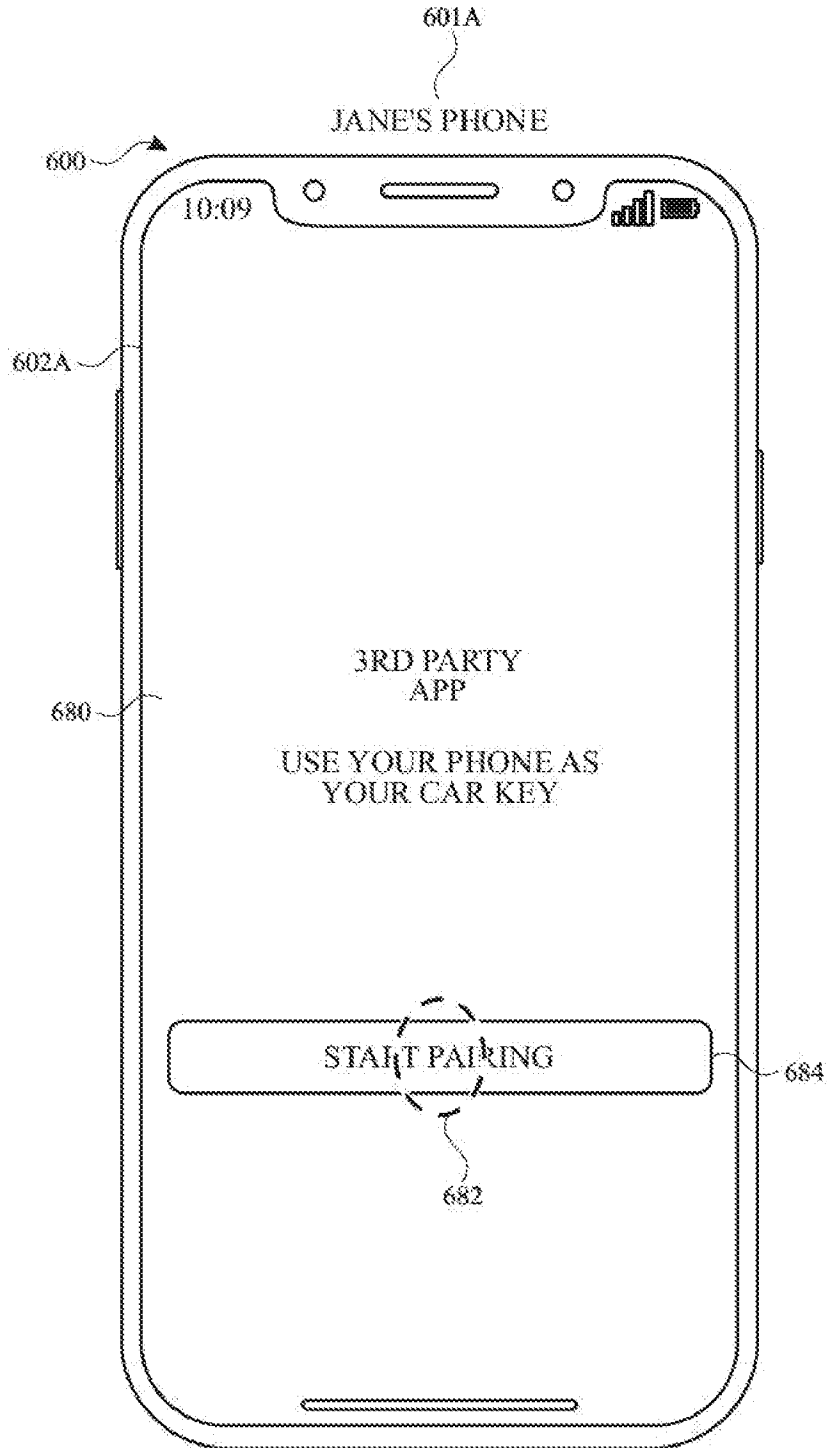 601A
JANE'S PHONE
600
10:09
602A
3RD PARTY
APP
680
USE YOUR PHONE AS
YOUR CAR KEY
START PAIRING
684
682